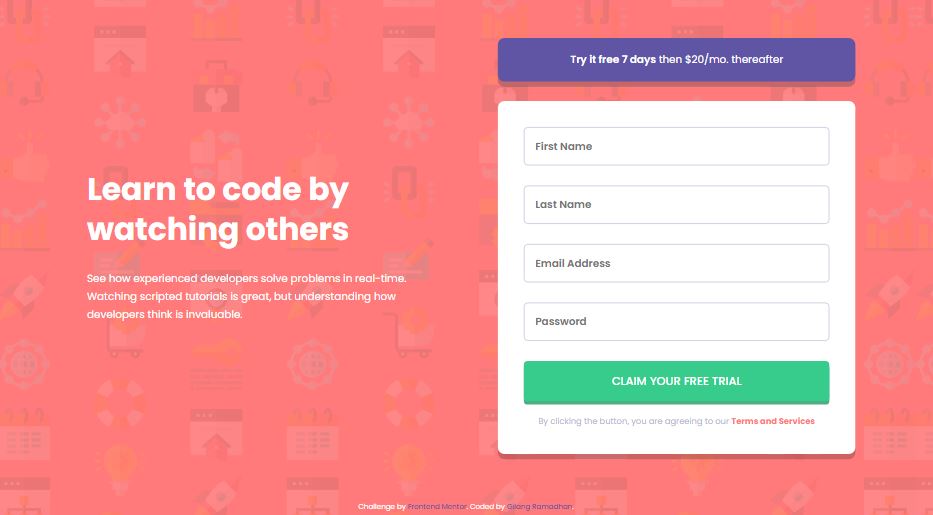 Try it free 7 days then $20/mo. thereafter
Learn to code by
watching others
See how experienced developers solve problems in real-time.
Watching scripted tutorials is great, but understanding how
developers think is invaluable.
First Name
Last Name
Email Address
Password
CLAIM YOUR FREE TRIAL
By clicking the button, you are agreeing to our Terms and Services
Challenge by Frontend Mentor. Coded by Gilang Ramadhan.